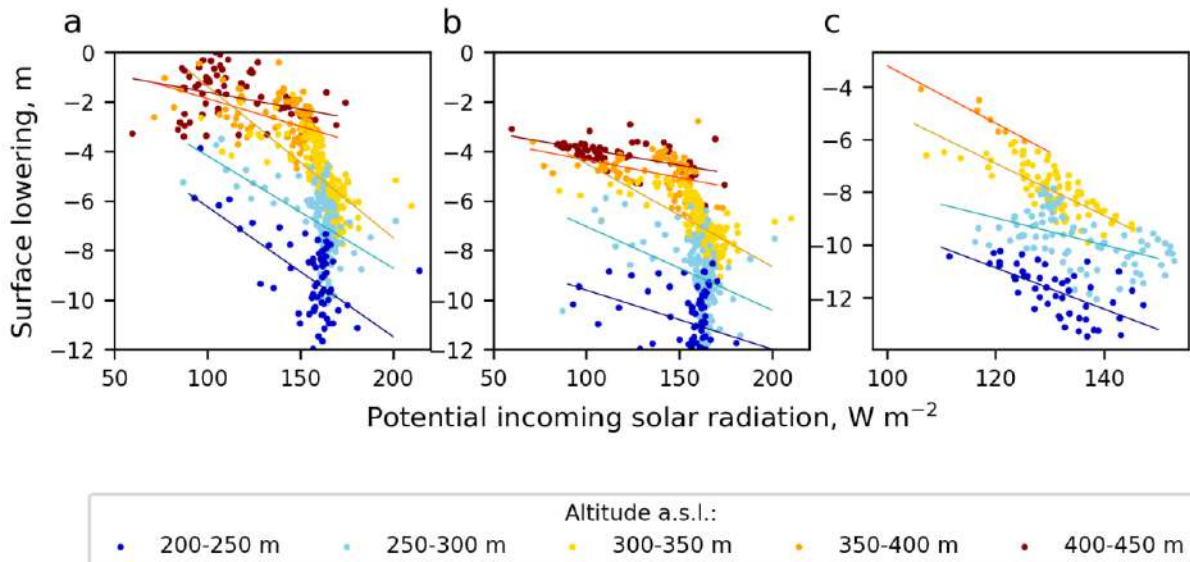 a
b
c
0
−2
−4
−6
−8
−10
−12
50 100 150 200
0
−2
−4
−6
−8
−10
−12
50 100 150 200
−4
−6
−8
−10
−12
100 120 140
Surface lowering, m
Potential incoming solar radiation, W m−2
Altitude a.s.l.:
200-250 m 250-300 m 300-350 m 350-400 m 400-450 m